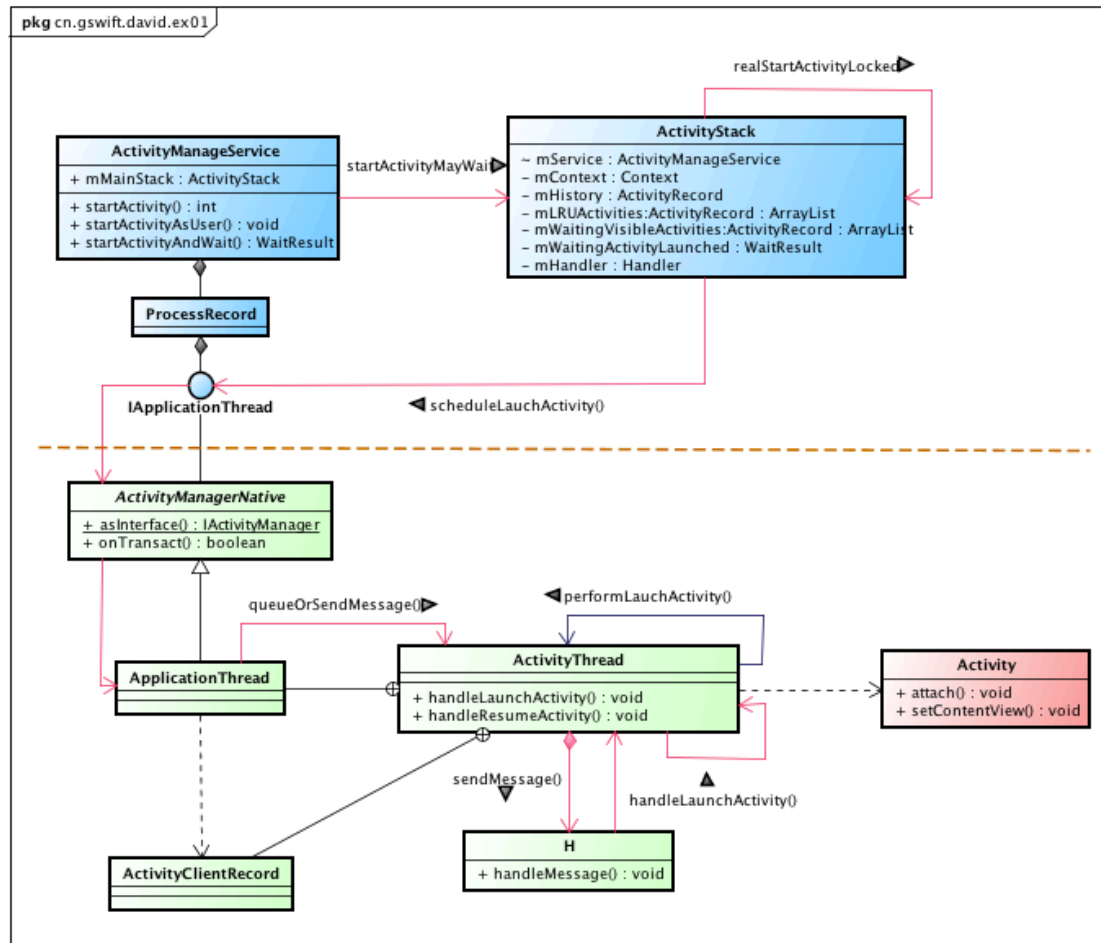 pkg cn.gswift.david.ex01
realStartActivityLocked
ActivityManageService
+ mMainStack : ActivityStack
+ startActivity() : int
+ startActivityAsUser() : void
+ startActivityAndWait() : WaitResult
startActivityMayWait
ActivityStack
~ mService : ActivityManageService
– mContext : Context
– mHistory : ActivityRecord
– mLRUActivities:ActivityRecord : ArrayList
– mWaitingVisibleActivities:ActivityRecord : ArrayList
– mWaitingActivityLaunched : WaitResult
– mHandler : Handler
ProcessRecord
IApplicationThread
scheduleLauchActivity()
ActivityManagerNative
+ asInterface() : IActivityManager
+ onTransact() : boolean
queueOrSendMessage()
performLauchActivity()
ApplicationThread
ActivityThread
+ handleLaunchActivity() : void
+ handleResumeActivity() : void
Activity
+ attach() : void
+ setContentView() : void
sendMessage()
handleLaunchActivity()
ActivityClientRecord
H
+ handleMessage() : void